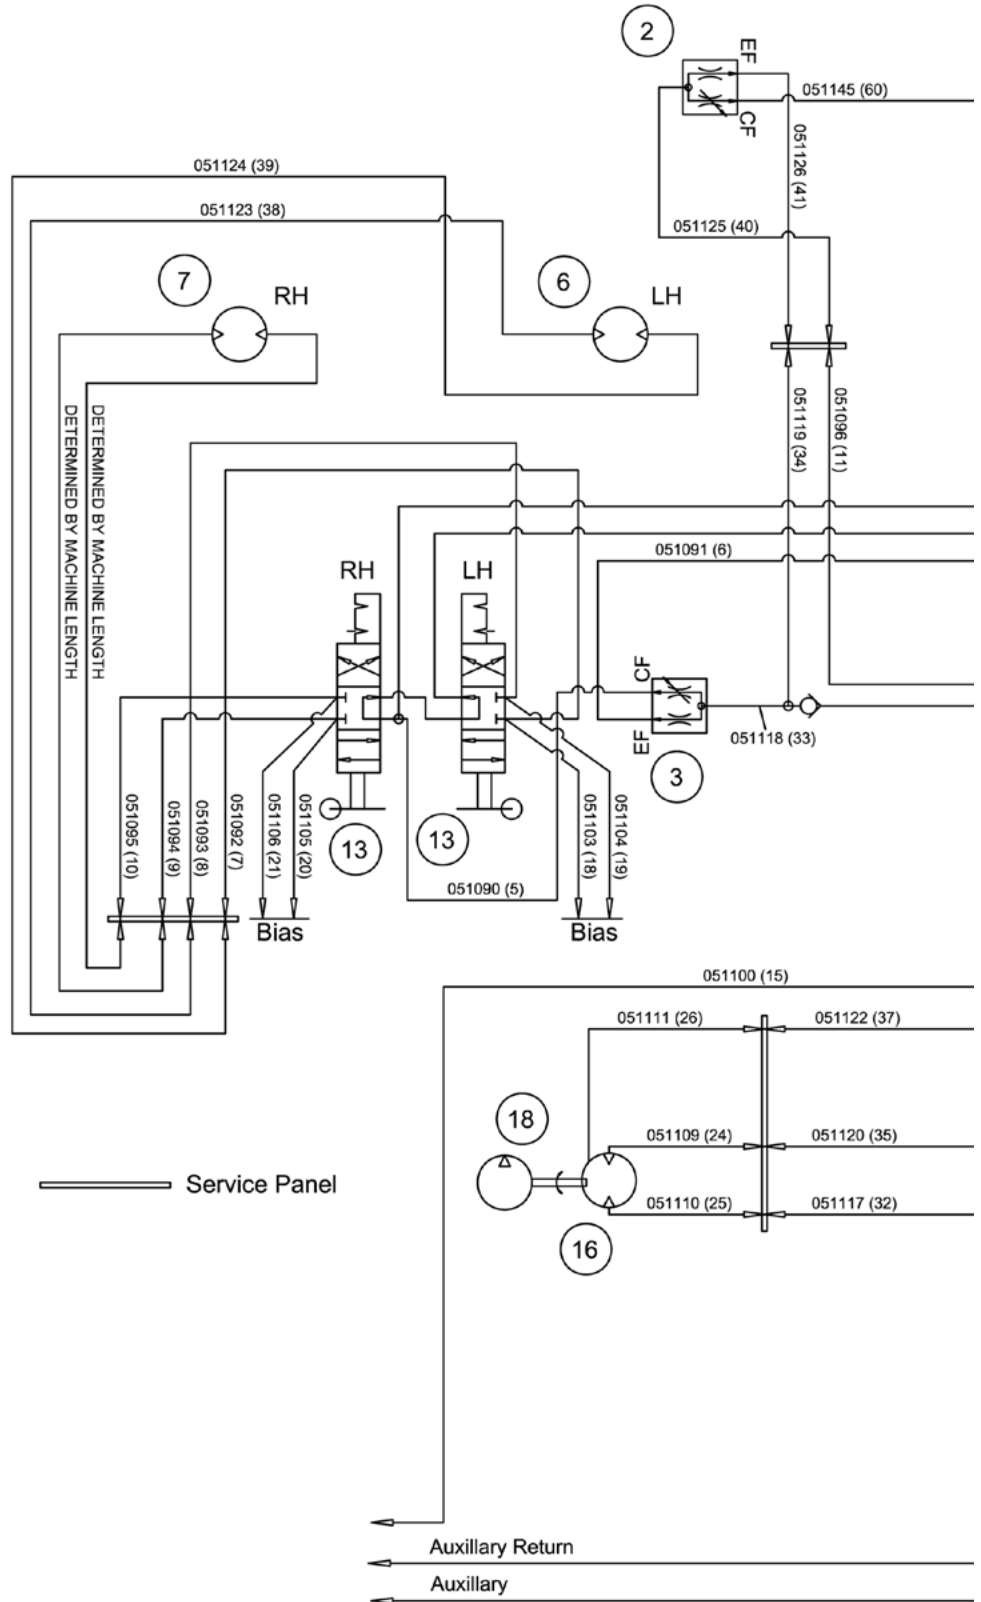 2
EF
CF
051145 (60)
051126 (41)
051124 (39)
051123 (38)
051125 (40)
7
RH
6
LH
DETERMINED BY MACHINE LENGTH
DETERMINED BY MACHINE LENGTH
051119 (34)
051096 (11)
051091 (6)
RH
LH
CF
EF
051118 (33)
3
051095 (10)
051094 (9)
051093 (8)
051092 (7)
051106 (21)
051105 (20)
13
13
051103 (18)
051104 (19)
051090 (5)
Bias
Bias
051100 (15)
051111 (26)
051122 (37)
18
051109 (24)
051120 (35)
Service Panel
051110 (25)
051117 (32)
16
Auxillary Return
Auxillary